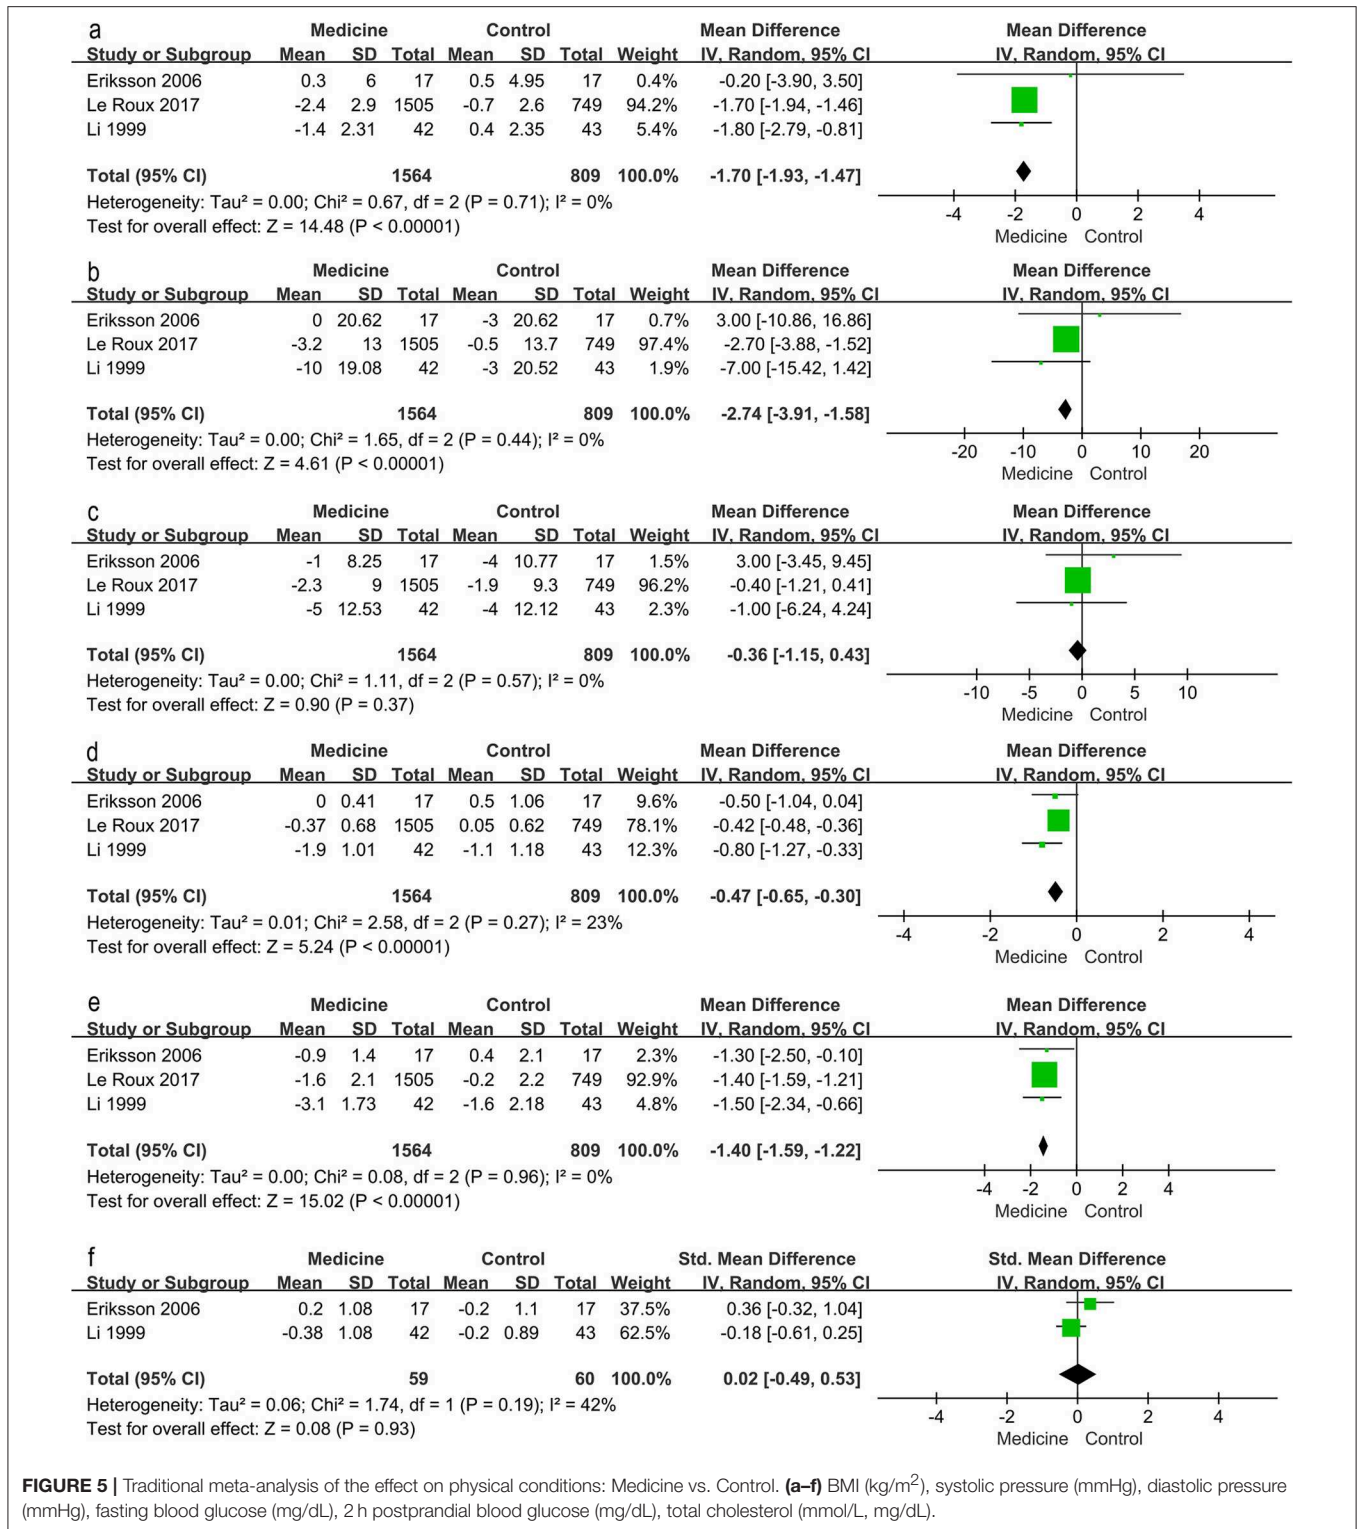 a Medicine Control Mean Difference Mean Difference
Study or Subgroup Mean SD Total Mean SD Total Weight IV, Random, 95% CI IV, Random, 95% CI
Eriksson 2006 0.3 6 17 0.5 4.95 17 0.4% -0.20 [-3.90, 3.50]
Le Roux 2017 -2.4 2.9 1505 -0.7 2.6 749 94.2% -1.70 [-1.94, -1.46]
Li 1999 -1.4 2.31 42 0.4 2.35 43 5.4% -1.80 [-2.79, -0.81]
Total (95% CI) 1564 809 100.0% -1.70 [-1.93, -1.47]
Heterogeneity: Tau² = 0.00; Chi² = 0.67, df = 2 (P = 0.71); I² = 0%
Test for overall effect: Z = 14.48 (P < 0.00001)
-4 -2 0 2 4
Medicine Control
b Medicine Control Mean Difference Mean Difference
Study or Subgroup Mean SD Total Mean SD Total Weight IV, Random, 95% CI IV, Random, 95% CI
Eriksson 2006 0 20.62 17 -3 20.62 17 0.7% 3.00 [-10.86, 16.86]
Le Roux 2017 -3.2 13 1505 -0.5 13.7 749 97.4% -2.70 [-3.88, -1.52]
Li 1999 -10 19.08 42 -3 20.52 43 1.9% -7.00 [-15.42, 1.42]
Total (95% CI) 1564 809 100.0% -2.74 [-3.91, -1.58]
Heterogeneity: Tau² = 0.00; Chi² = 1.65, df = 2 (P = 0.44); I² = 0%
Test for overall effect: Z = 4.61 (P < 0.00001)
-20 -10 0 10 20
Medicine Control
c Medicine Control Mean Difference Mean Difference
Study or Subgroup Mean SD Total Mean SD Total Weight IV, Random, 95% CI IV, Random, 95% CI
Eriksson 2006 -1 8.25 17 -4 10.77 17 1.5% 3.00 [-3.45, 9.45]
Le Roux 2017 -2.3 9 1505 -1.9 9.3 749 96.2% -0.40 [-1.21, 0.41]
Li 1999 -5 12.53 42 -4 12.12 43 2.3% -1.00 [-6.24, 4.24]
Total (95% CI) 1564 809 100.0% -0.36 [-1.15, 0.43]
Heterogeneity: Tau² = 0.00; Chi² = 1.11, df = 2 (P = 0.57); I² = 0%
Test for overall effect: Z = 0.90 (P = 0.37)
-10 -5 0 5 10
Medicine Control
d Medicine Control Mean Difference Mean Difference
Study or Subgroup Mean SD Total Mean SD Total Weight IV, Random, 95% CI IV, Random, 95% CI
Eriksson 2006 0 0.41 17 0.5 1.06 17 9.6% -0.50 [-1.04, 0.04]
Le Roux 2017 -0.37 0.68 1505 0.05 0.62 749 78.1% -0.42 [-0.48, -0.36]
Li 1999 -1.9 1.01 42 -1.1 1.18 43 12.3% -0.80 [-1.27, -0.33]
Total (95% CI) 1564 809 100.0% -0.47 [-0.65, -0.30]
Heterogeneity: Tau² = 0.01; Chi² = 2.58, df = 2 (P = 0.27); I² = 23%
Test for overall effect: Z = 5.24 (P < 0.00001)
-4 -2 0 2 4
Medicine Control
e Medicine Control Mean Difference Mean Difference
Study or Subgroup Mean SD Total Mean SD Total Weight IV, Random, 95% CI IV, Random, 95% CI
Eriksson 2006 -0.9 1.4 17 0.4 2.1 17 2.3% -1.30 [-2.50, -0.10]
Le Roux 2017 -1.6 2.1 1505 -0.2 2.2 749 92.9% -1.40 [-1.59, -1.21]
Li 1999 -3.1 1.73 42 -1.6 2.18 43 4.8% -1.50 [-2.34, -0.66]
Total (95% CI) 1564 809 100.0% -1.40 [-1.59, -1.22]
Heterogeneity: Tau² = 0.00; Chi² = 0.08, df = 2 (P = 0.96); I² = 0%
Test for overall effect: Z = 15.02 (P < 0.00001)
-4 -2 0 2 4
Medicine Control
f Medicine Control Std. Mean Difference Std. Mean Difference
Study or Subgroup Mean SD Total Mean SD Total Weight IV, Random, 95% CI IV, Random, 95% CI
Eriksson 2006 0.2 1.08 17 -0.2 1.1 17 37.5% 0.36 [-0.32, 1.04]
Li 1999 -0.38 1.08 42 -0.2 0.89 43 62.5% -0.18 [-0.61, 0.25]
Total (95% CI) 59 60 100.0% 0.02 [-0.49, 0.53]
Heterogeneity: Tau² = 0.06; Chi² = 1.74, df = 1 (P = 0.19); I² = 42%
Test for overall effect: Z = 0.08 (P = 0.93)
-4 -2 0 2 4
Medicine Control
FIGURE 5 | Traditional meta-analysis of the effect on physical conditions: Medicine vs. Control. (a–f) BMI (kg/m²), systolic pressure (mmHg), diastolic pressure
(mmHg), fasting blood glucose (mg/dL), 2 h postprandial blood glucose (mg/dL), total cholesterol (mmol/L, mg/dL).